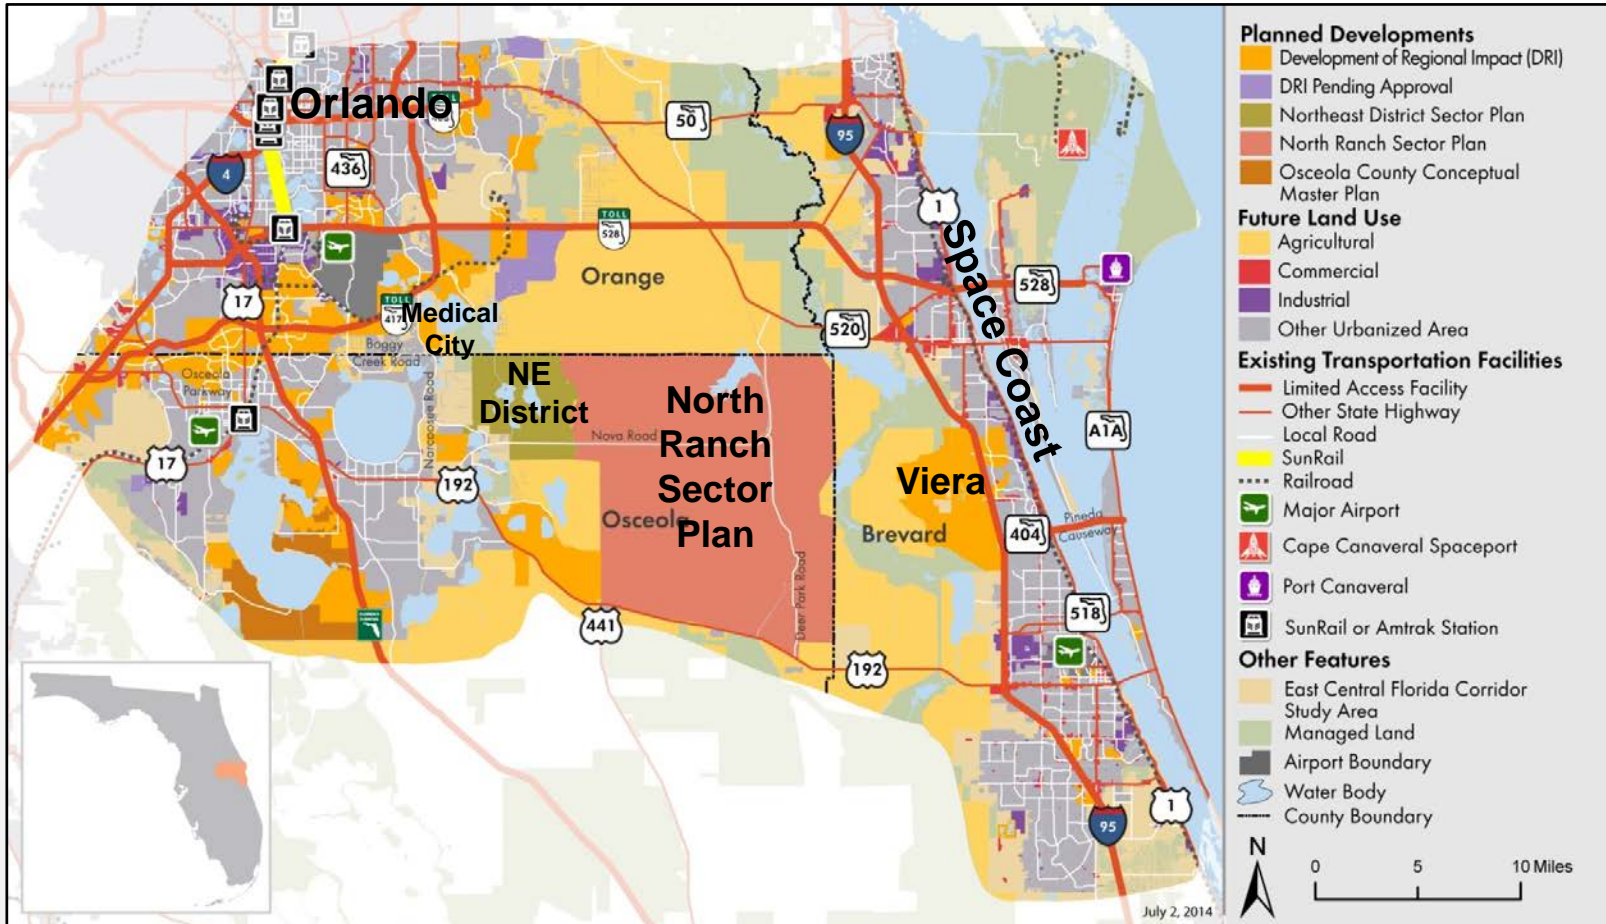 Orlando
TOLL
50
95
436
4
1
TOLL
528
Space Coast
Orange
528
17
TOLL
417
Medical
City
520
Boggy
Creek Road
Osceola
Parkway
NE
District
Narcoossee Road
North
Ranch
Sector
Plan
Nova Road
A1A
17
192
Viera
Osceola
Brevard
404
Pineda
Causeway
Deer Park Road
441
518
192
95
1
July 2, 2014
Planned Developments
Development of Regional Impact (DRI)
DRI Pending Approval
Northeast District Sector Plan
North Ranch Sector Plan
Osceola County Conceptual
Master Plan
Future Land Use
Agricultural
Commercial
Industrial
Other Urbanized Area
Existing Transportation Facilities
Limited Access Facility
Other State Highway
Local Road
SunRail
Railroad
Major Airport
Cape Canaveral Spaceport
Port Canaveral
SunRail or Amtrak Station
Other Features
East Central Florida Corridor
Study Area
Managed Land
Airport Boundary
Water Body
County Boundary
N
0 5 10 Miles